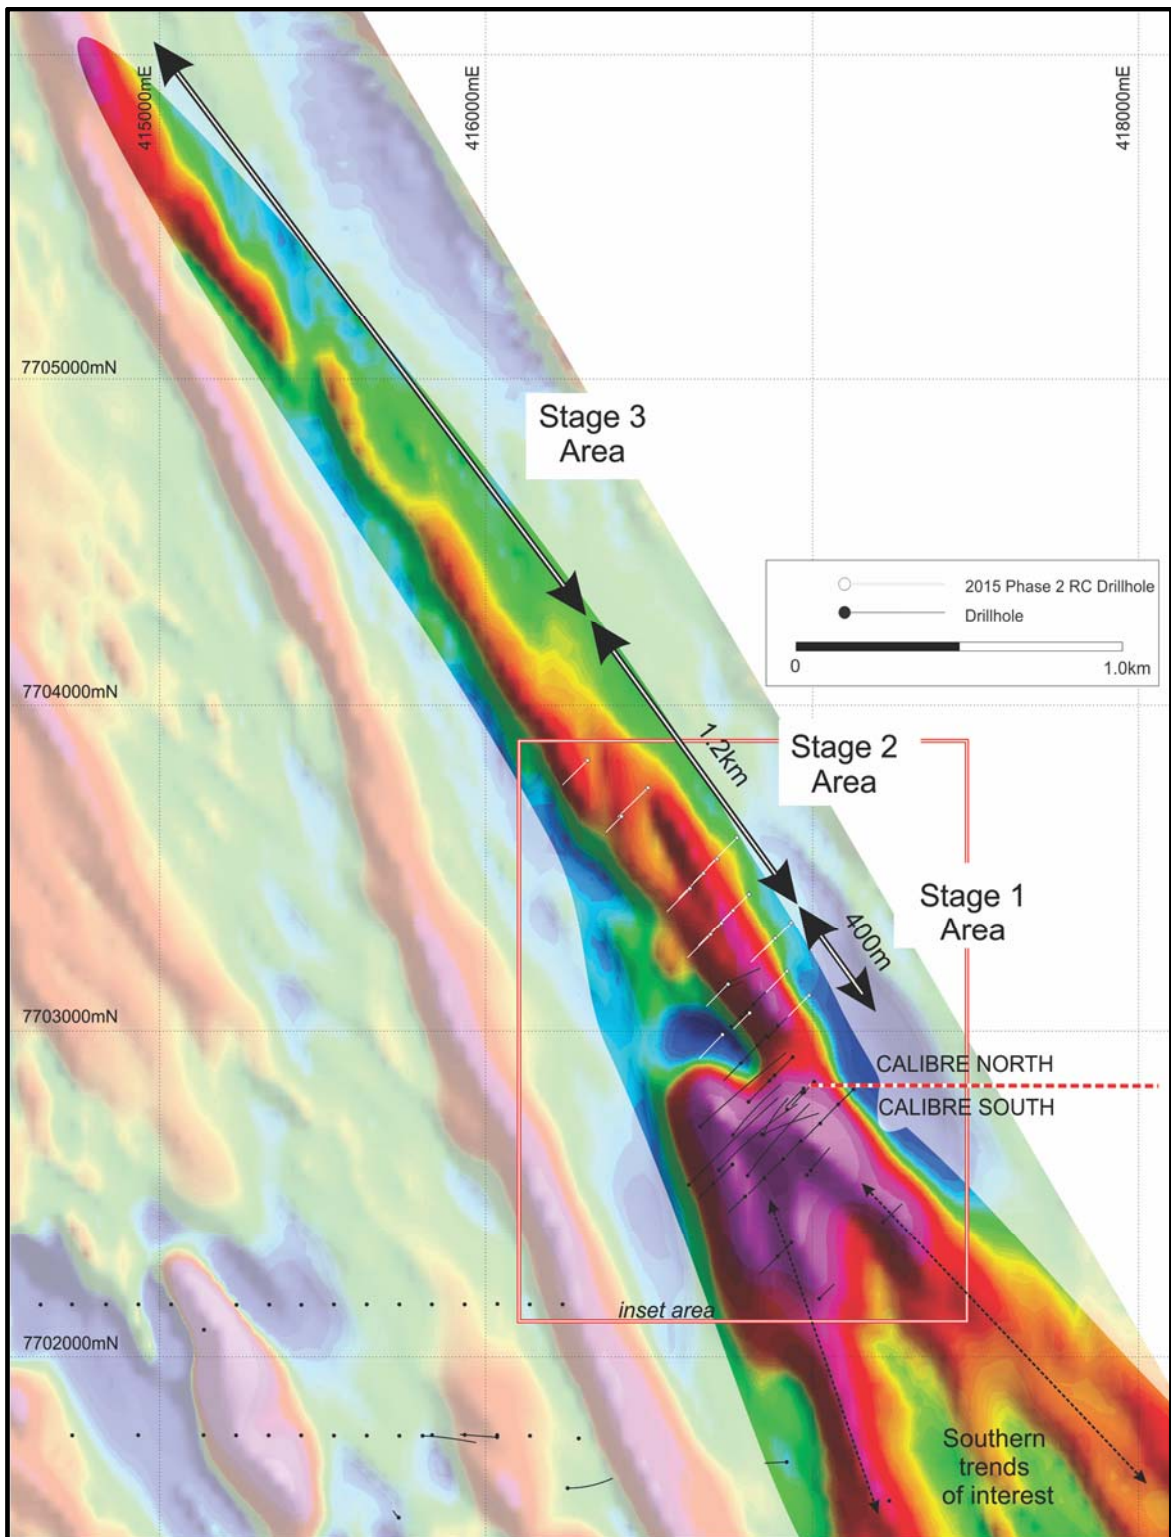 415000mE
416000mE
418000mE
7705000mN
Stage 3
Area
2015 Phase 2 RC Drillhole
Drillhole
0
1.0km
7704000mN
1.2km
Stage 2
Area
Stage 1
Area
400m
7703000mN
CALIBRE NORTH
CALIBRE SOUTH
inset area
7702000mN
Southern
trends
of interest